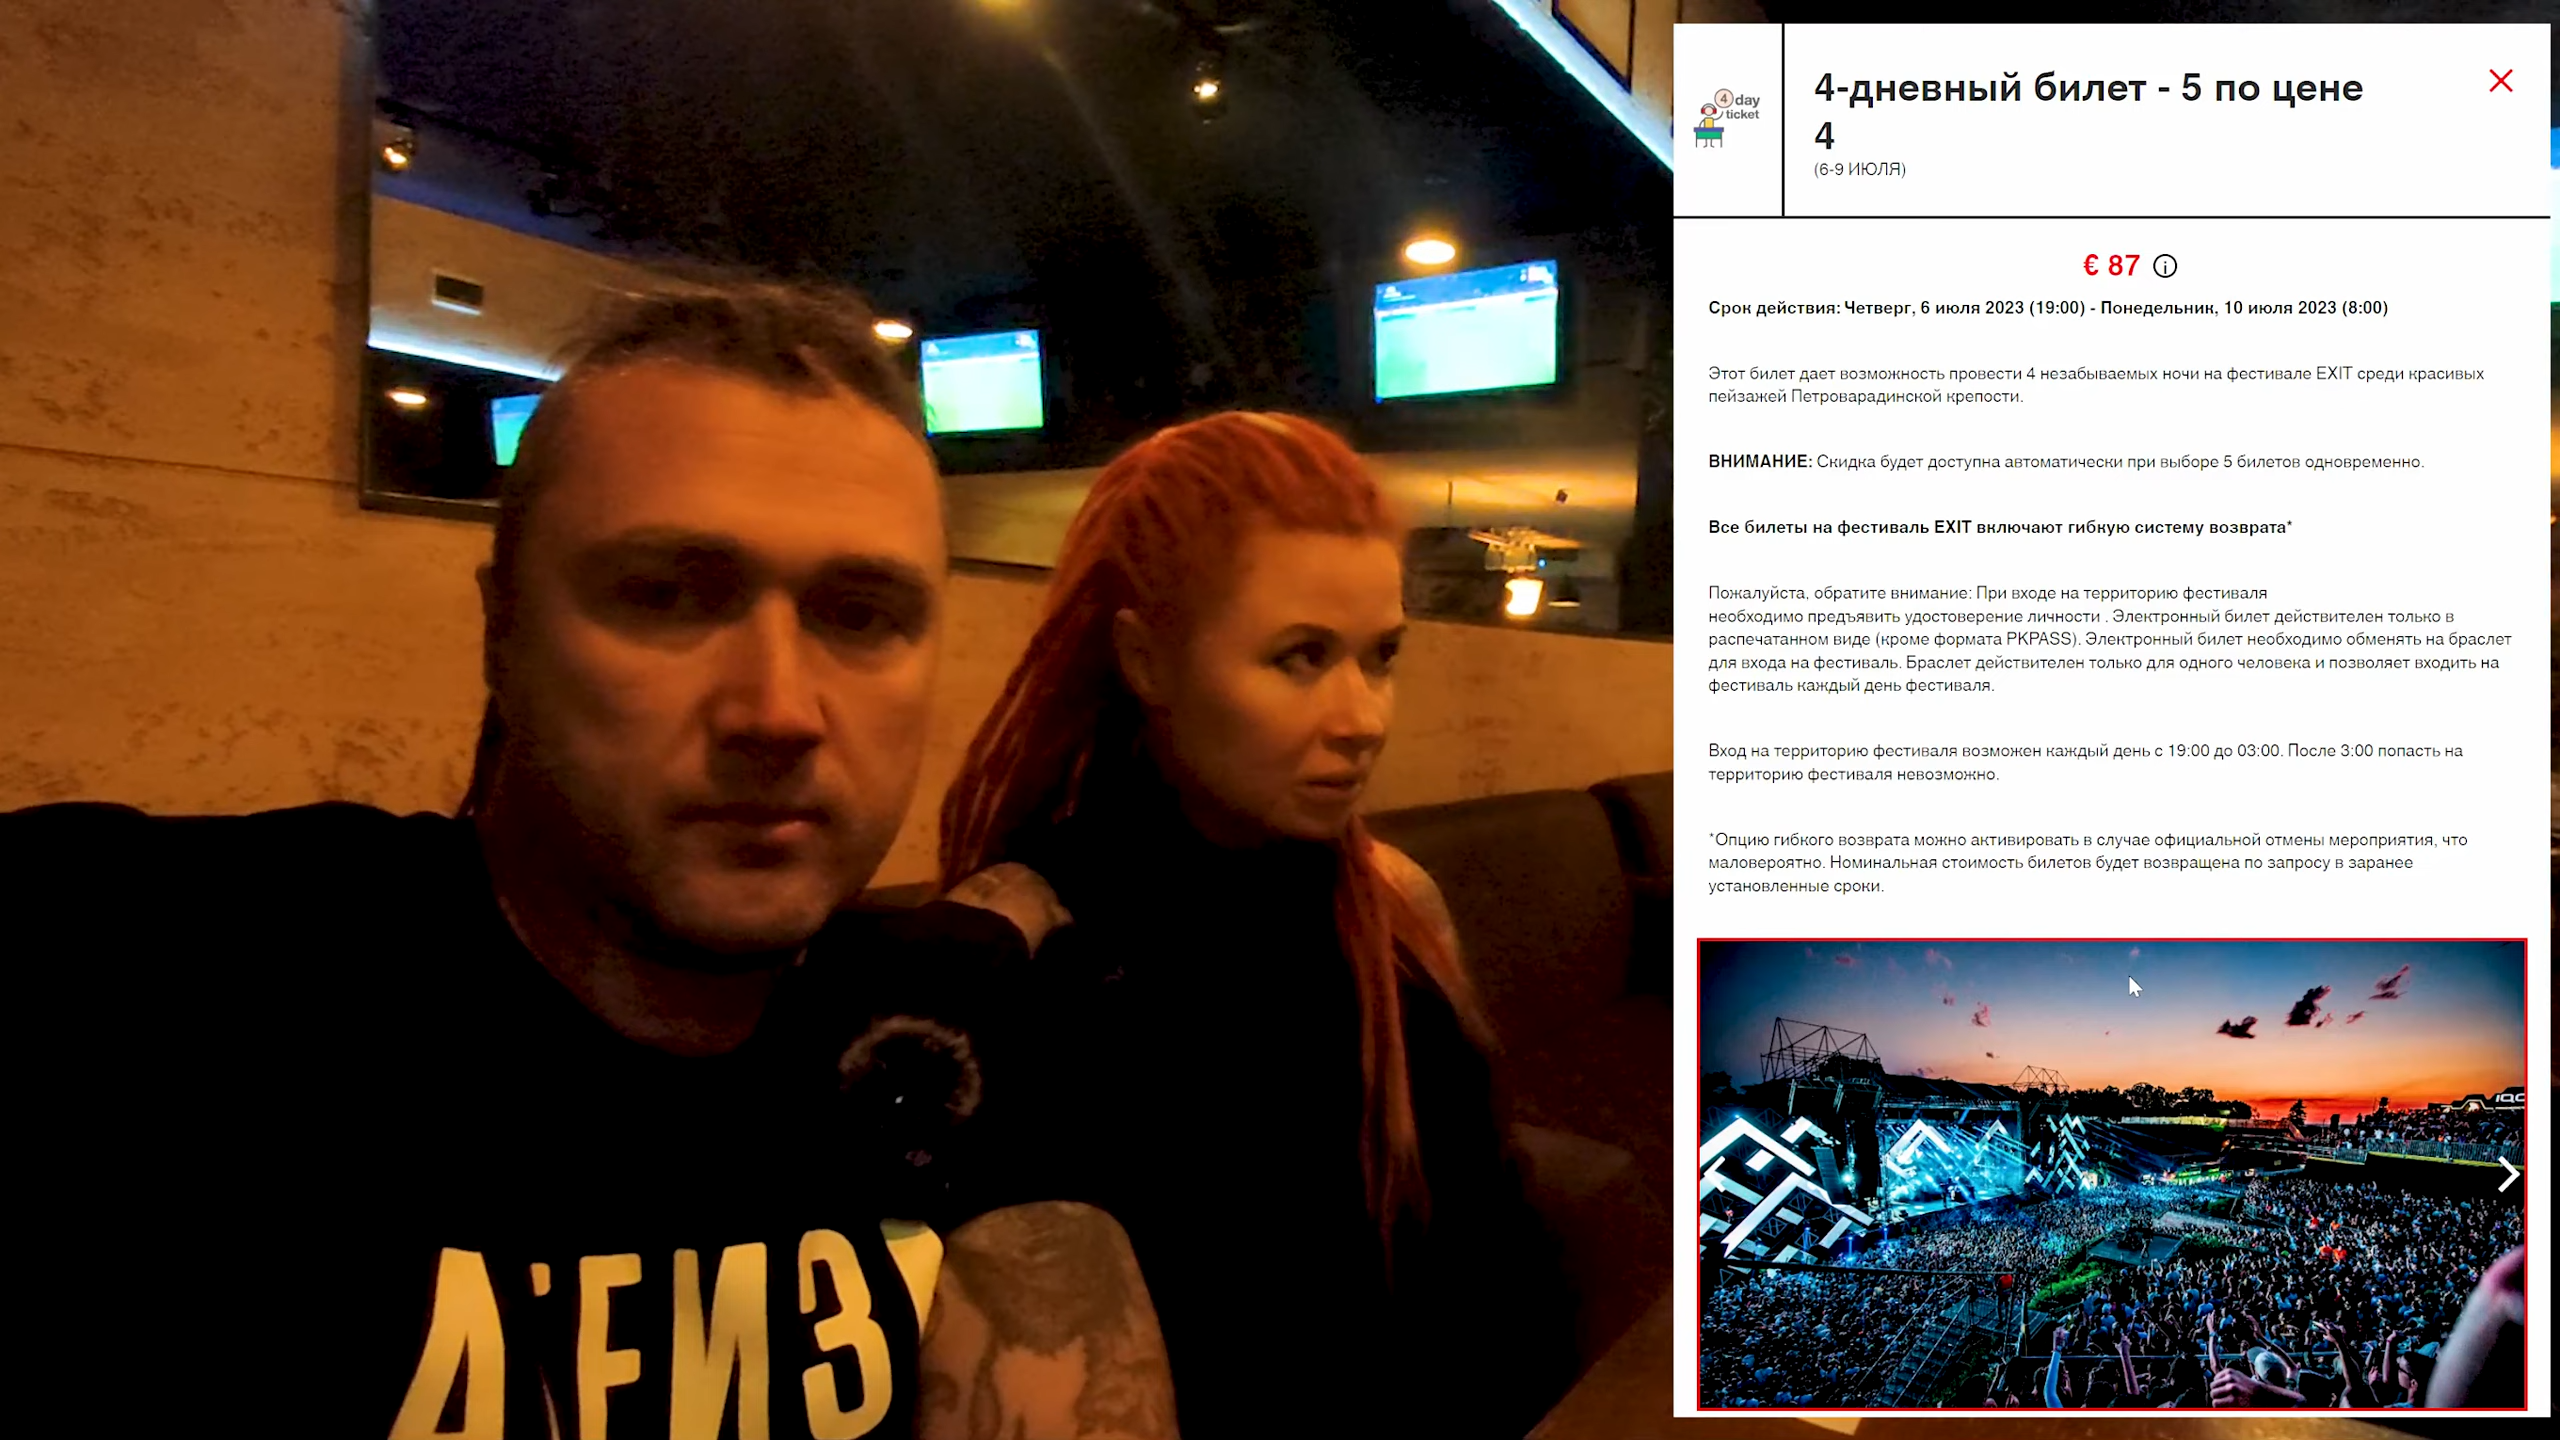 4 day
ticket
4-дневный билет - 5 по цене
4
(6-9 ИЮЛЯ)
€ 87
Срок действия: Четверг, 6 июля 2023 (19:00) - Понедельник, 10 июля 2023 (8:00)
Этот билет дает возможность провести 4 незабываемых ночи на фестивале EXIT среди красивых
пейзажей Петроварадинской крепости.
ВНИМАНИЕ: Скидка будет доступна автоматически при выборе 5 билетов одновременно.
Все билеты на фестиваль EXIT включают гибкую систему возврата*
Пожалуйста, обратите внимание: При входе на территорию фестиваля
необходимо предъявить удостоверение личности . Электронный билет действителен только в
распечатанном виде (кроме формата PKPASS). Электронный билет необходимо обменять на браслет
для входа на фестиваль. Браслет действителен только для одного человека и позволяет входить на
фестиваль каждый день фестиваля.
Вход на территорию фестиваля возможен каждый день с 19:00 до 03:00. После 3:00 попасть на
территорию фестиваля невозможно.
*Опцию гибкого возврата можно активировать в случае официальной отмены мероприятия, что
маловероятно. Номинальная стоимость билетов будет возвращена по запросу в заранее
установленные сроки.